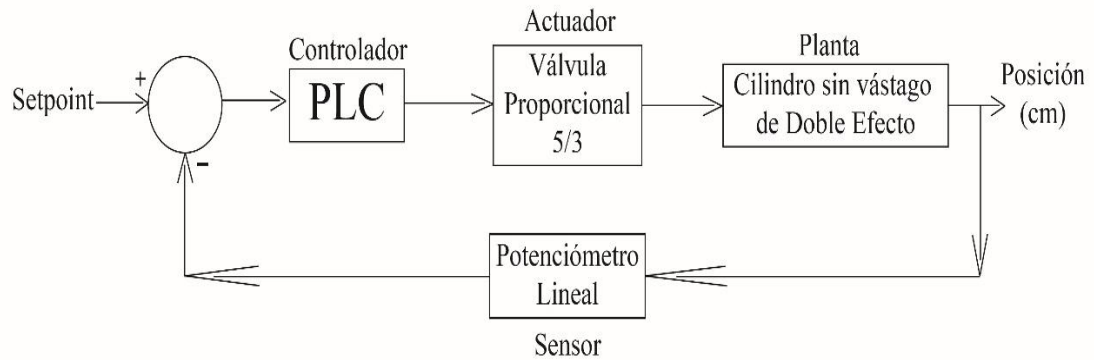 Setpoint
+
-
Controlador
PLC
Actuador
Válvula
Proporcional
5/3
Planta
Cilindro sin vástago
de Doble Efecto
Posición
(cm)
Potenciómetro
Lineal
Sensor